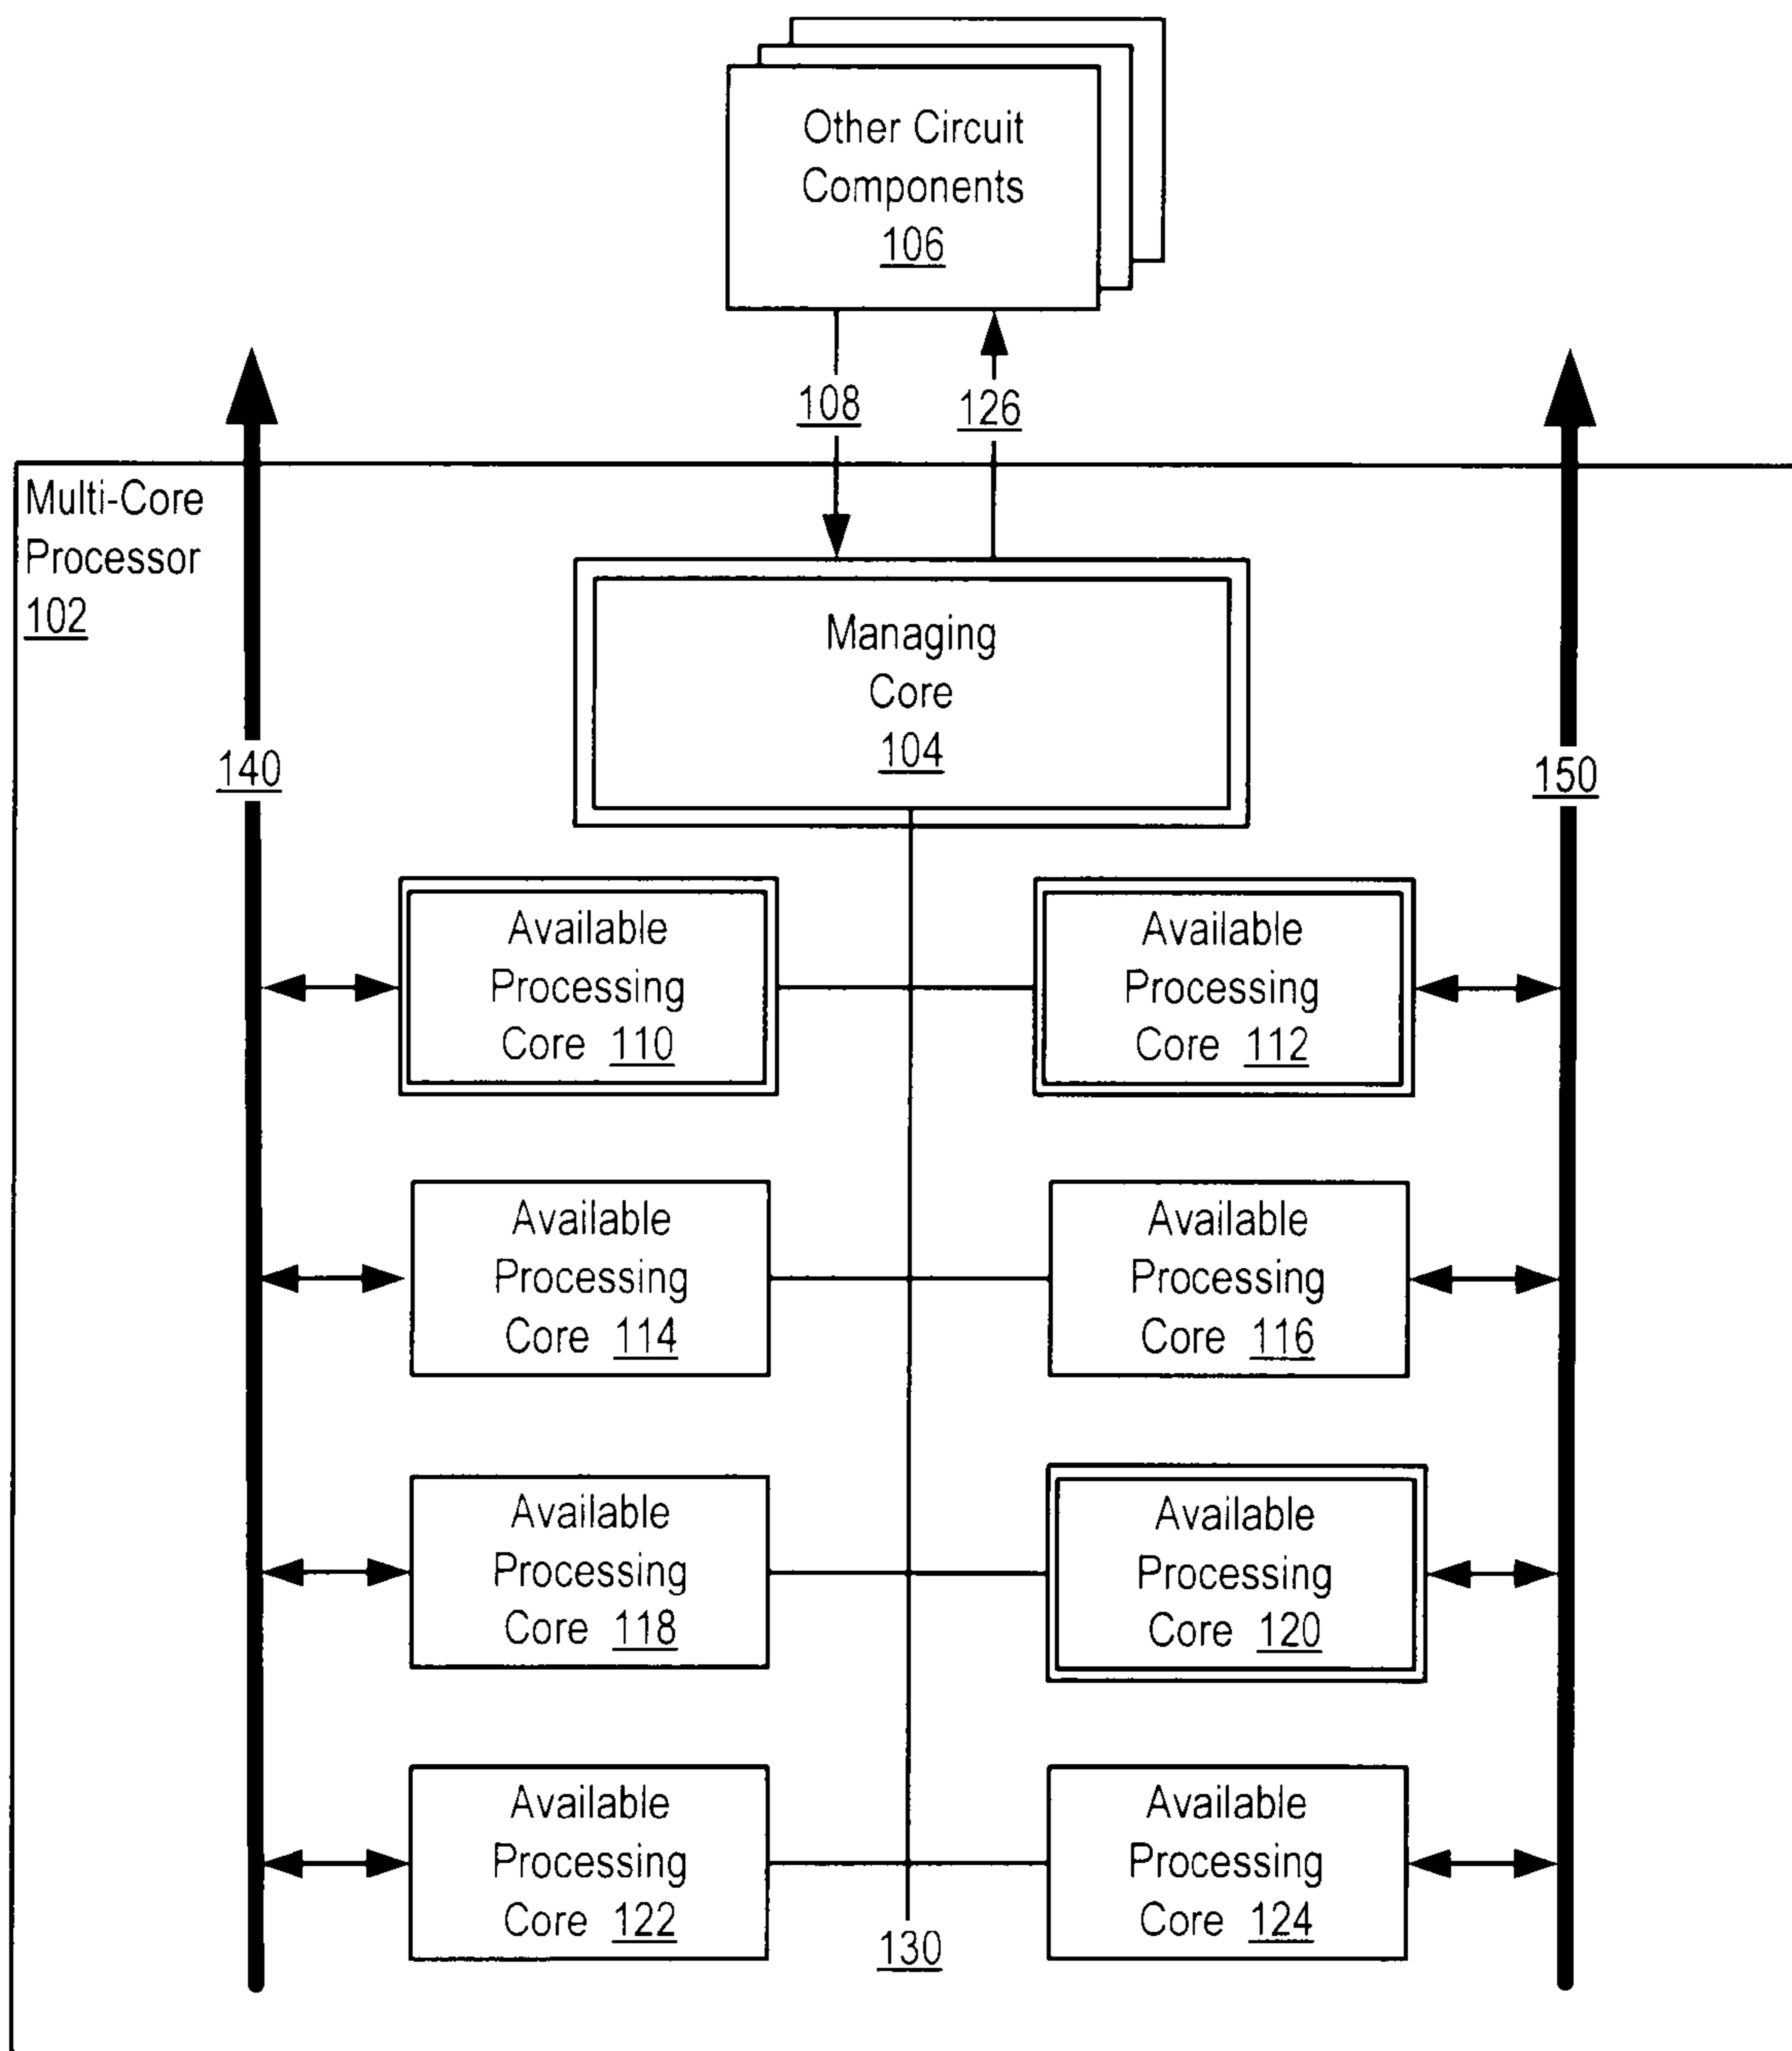 Other Circuit
Components
106
108
126
Multi-Core
Processor
102
Managing
Core
104
140
150
Available
Processing
Core 110
Available
Processing
Core 112
Available
Processing
Core 114
Available
Processing
Core 116
Available
Processing
Core 118
Available
Processing
Core 120
Available
Processing
Core 122
Available
Processing
Core 124
130